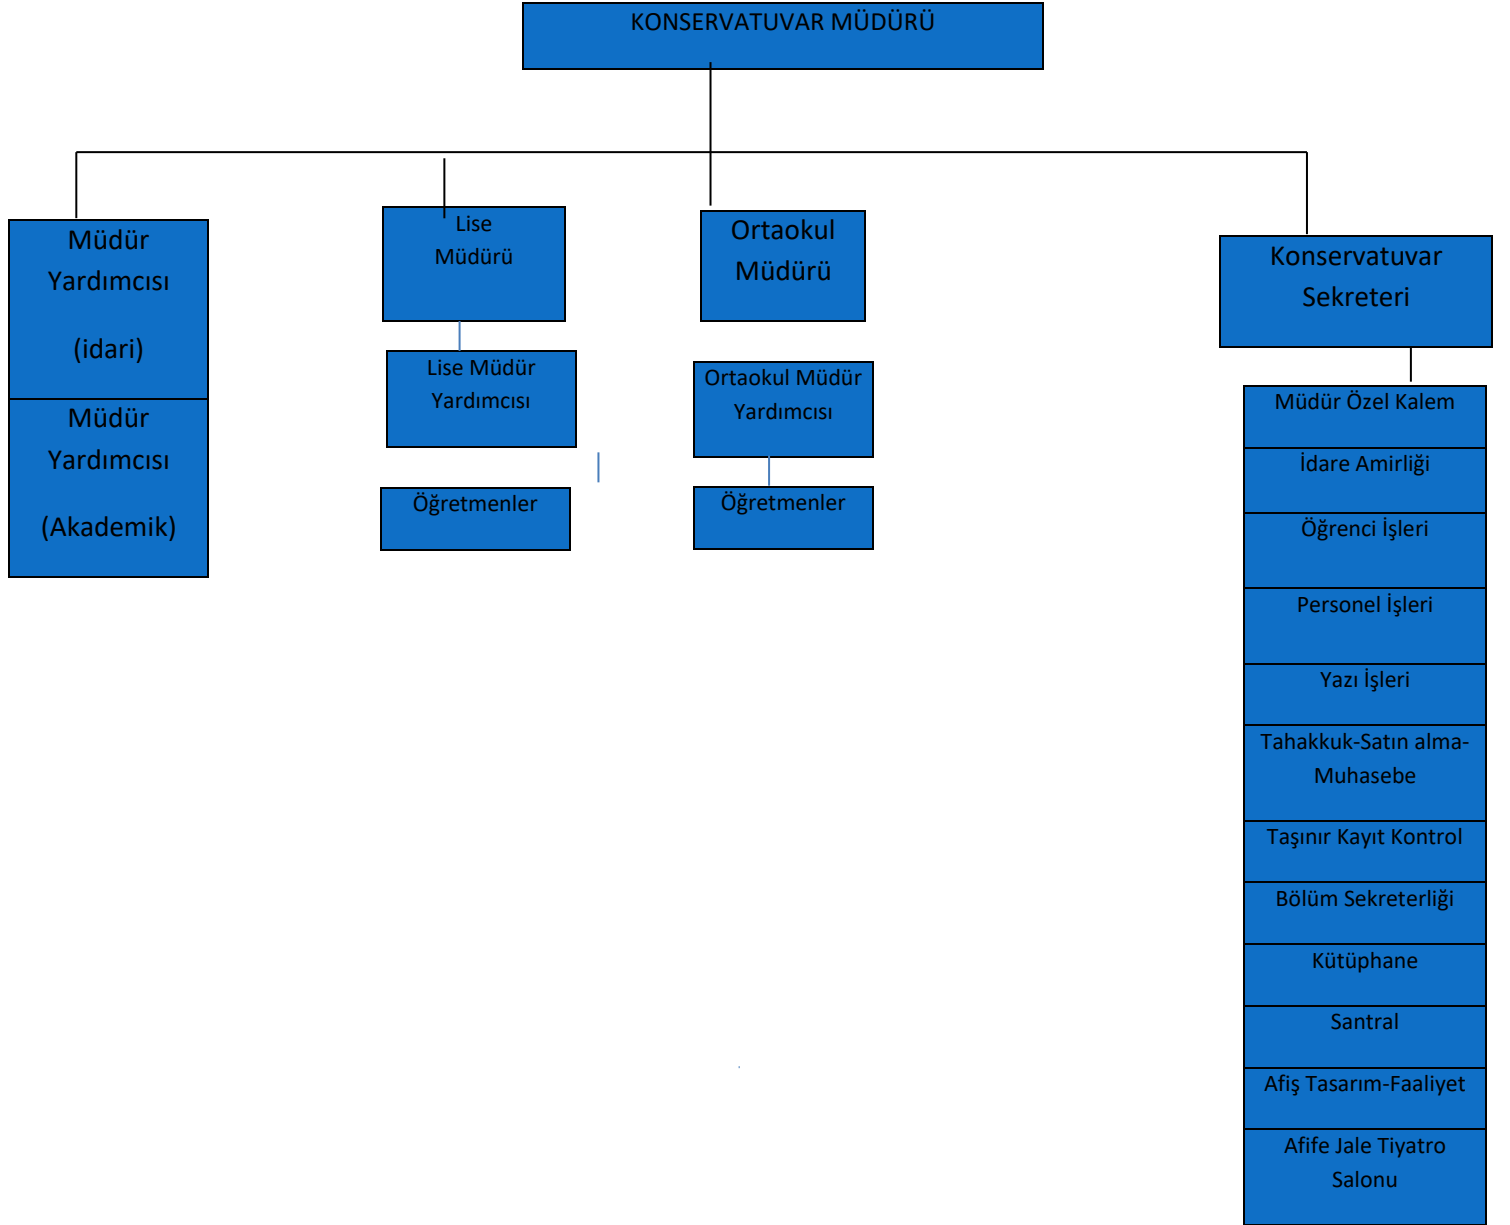 KONSERVATUVAR MÜDÜRÜ
Müdür
Yardımcısı
(idari)
Müdür
Yardımcısı
(Akademik)
Lise
Müdürü
Lise Müdür
Yardımcısı
Öğretmenler
Ortaokul
Müdürü
Ortaokul Müdür
Yardımcısı
Öğretmenler
Konservatuvar
Sekreteri
Müdür Özel Kalem
İdare Amirliği
Öğrenci İşleri
Personel İşleri
Yazı İşleri
Tahakkuk-Satın alma-
Muhasebe
Taşınır Kayıt Kontrol
Bölüm Sekreterliği
Kütüphane
Santral
Afiş Tasarım-Faaliyet
Afife Jale Tiyatro
Salonu